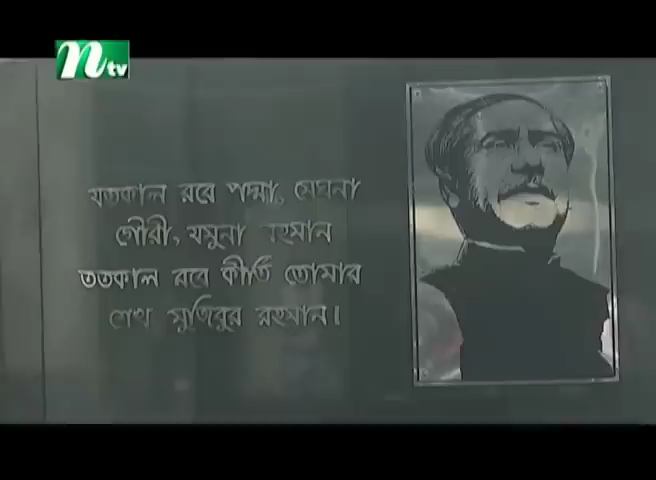 ntv
যতকাল রবে পদ্মা, মেঘনা
গৌরী, যমুনা বহমান
ততকাল রবে কীর্তি তোমার
শেখ মুজিবুর রহমান।